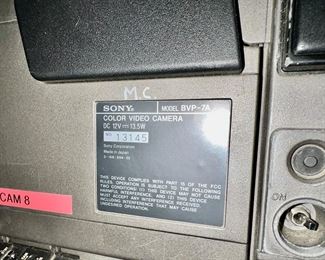 M.C.
SONY MODEL BVP-7A
COLOR VIDEO CAMERA
DC 12V 13.5W
NO 13145
Sony Corporation
Made in Japan
THIS DEVICE COMPLIES WITH PART 15 OF THE FCC
RULES. OPERATION IS SUBJECT TO THE FOLLOWING
TWO CONDITIONS: (1) THIS DEVICE MAY NOT CAUSE
HARMFUL INTERFERENCE, AND (2) THIS DEVICE
MUST ACCEPT ANY INTERFERENCE RECEIVED,
INCLUDING INTERFERENCE THAT MAY CAUSE
UNDESIRED OPERATION.
CAM 8
ON